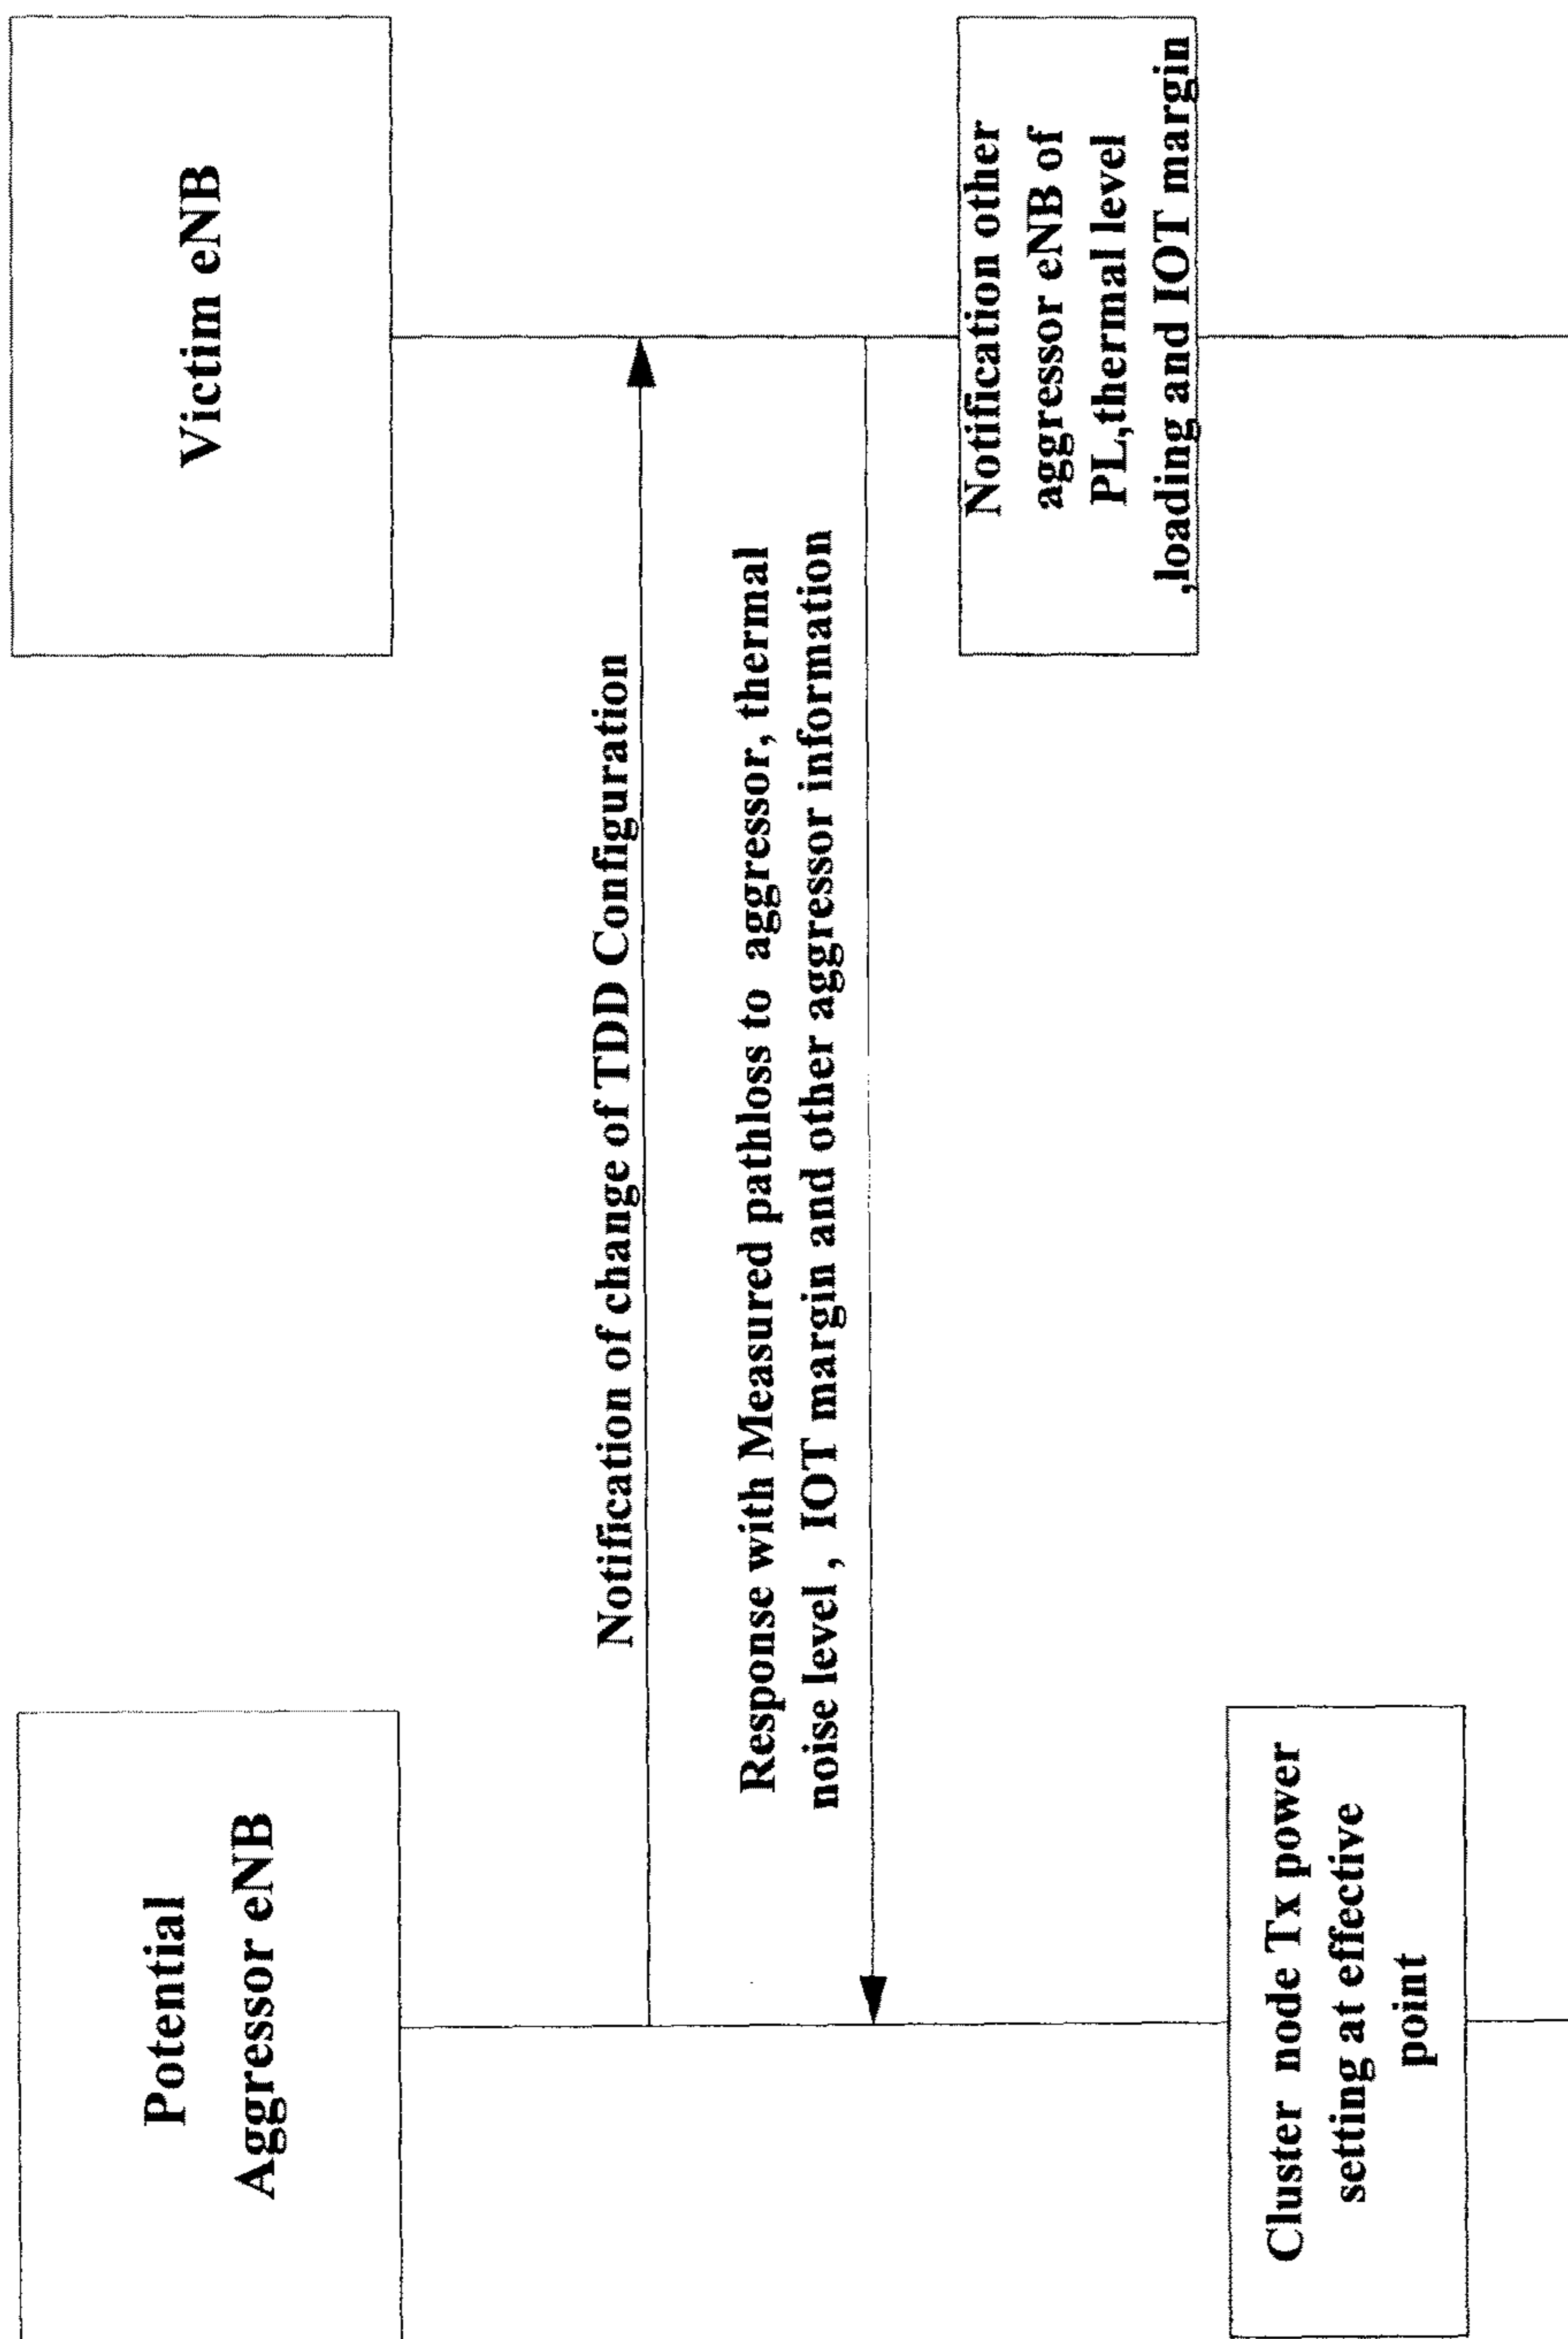 Potential
Aggressor eNB
Victim eNB
Notification of change of TDD Configuration
Response with Measured pathloss to aggressor, thermal
noise level , IOT margin and other aggressor information
Notification other
aggressor eNB of
PL,thermal level
,loading and IOT margin
Cluster node Tx power
setting at effective
point